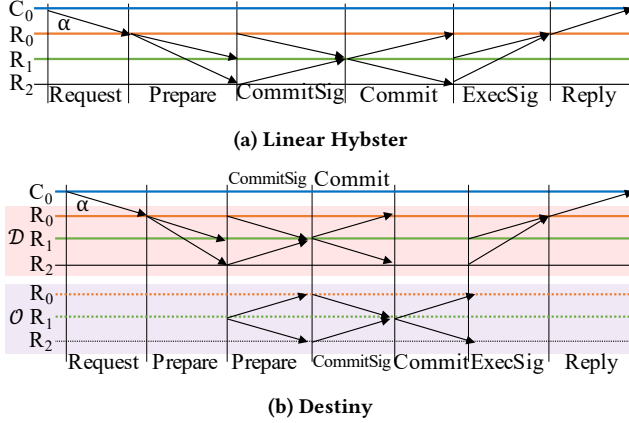 C0
α
R0
R1
R2
Request Prepare CommitSig Commit ExecSig Reply
(a) Linear Hybster
CommitSig Commit
C0
α
R0
𝒟 R1
R2
R0
𝒪 R1
R2
Request Prepare Prepare CommitSig Commit ExecSig Reply
(b) Destiny